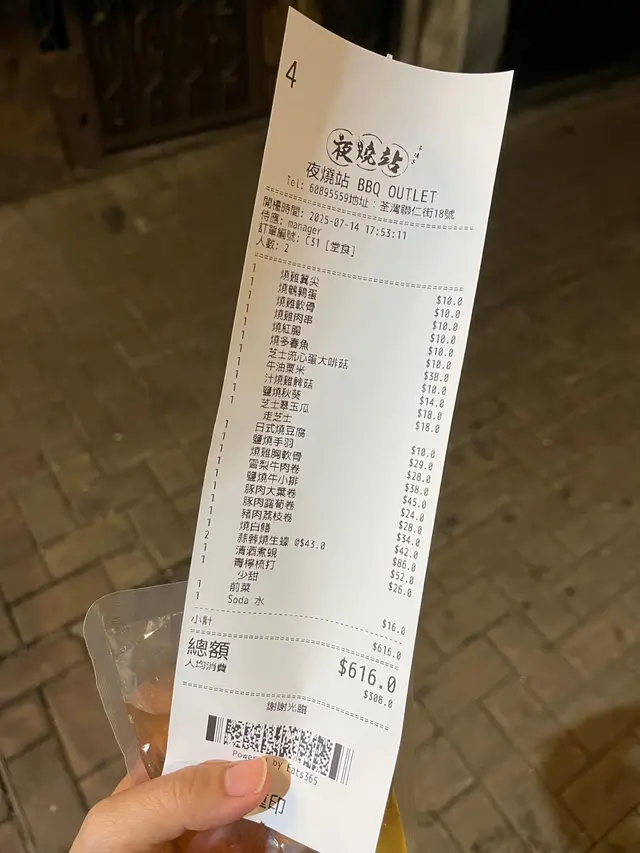 4
夜燒站
夜燒站 BBQ OUTLET
Tel: 60895559地址：荃灣聯仁街18號
開檯時間: 2025-07-14 17:53:11
侍應: manager
訂單編號: C31 [堂食]
人數: 2
1 燒雞翼尖 $10.0
1 燒鵪鶉蛋 $10.0
1 燒雞軟骨 $10.0
1 燒雞肉串 $10.0
1 燒紅腸 $10.0
1 燒多春魚 $10.0
1 芝士流心蛋大啡菇 $38.0
1 牛油粟米 $10.0
1 汁燒雞髀菇 $14.0
1 鹽燒秋葵 $18.0
1 芝士翠玉瓜 $18.0
走芝士
1 日式燒豆腐 $10.0
1 鹽燒手羽 $29.0
1 燒雞胸軟骨 $28.0
1 雪梨牛肉卷 $38.0
1 鹽燒牛小排 $45.0
1 豚肉大葉卷 $24.0
1 豚肉露筍卷 $28.0
1 豬肉荔枝卷 $34.0
1 燒白鱔 $42.0
2 蒜蓉燒生蠔 @$43.0 $86.0
1 清酒煮蜆 $52.0
1 青檸梳打 $26.0
少甜
1 前菜
1 Soda 水 $16.0
小計 $616.0
總額 $616.0
人均消費 $308.0
謝謝光臨
Powered by Eats365
印